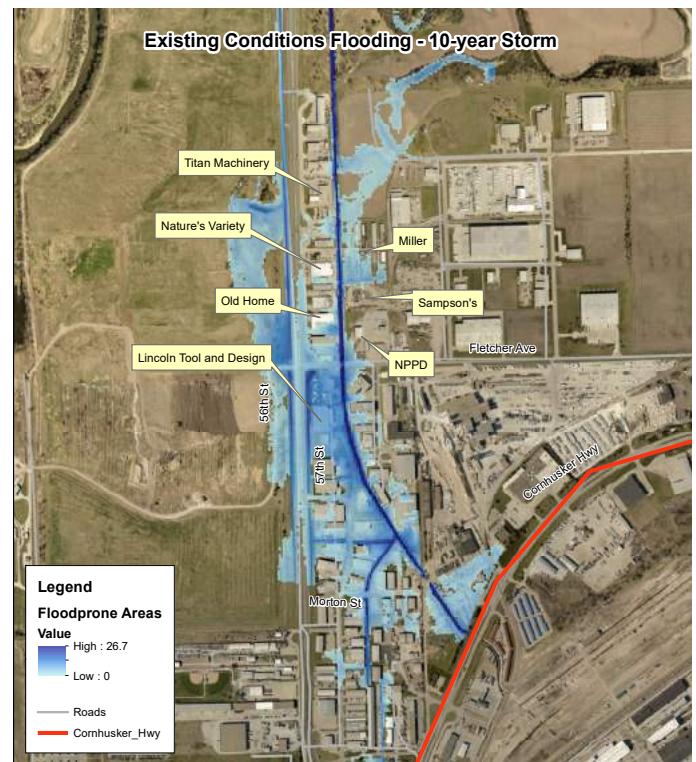 Existing Conditions Flooding - 10-year Storm
Titan Machinery
Nature's Variety
Miller
Old Home
Sampson's
Lincoln Tool and Design
NPPD
Fletcher Ave
56th St
57th St
Cornhusker Hwy
Morton St
Legend
Floodprone Areas
Value
High : 26.7
Low : 0
Roads
Cornhusker_Hwy